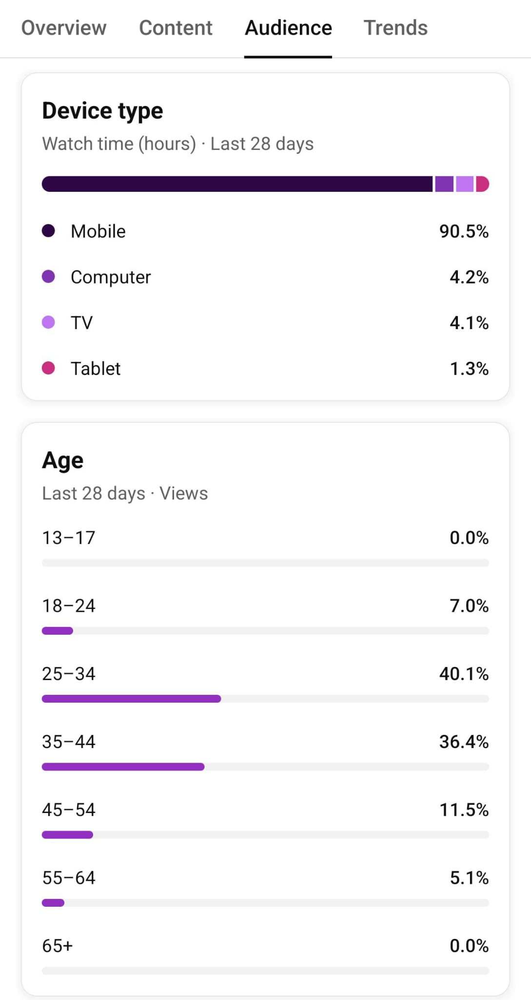 Overview Content Audience Trends
Device type
Watch time (hours) · Last 28 days
Mobile 90.5%
Computer 4.2%
TV 4.1%
Tablet 1.3%
Age
Last 28 days · Views
13–17 0.0%
18–24 7.0%
25–34 40.1%
35–44 36.4%
45–54 11.5%
55–64 5.1%
65+ 0.0%